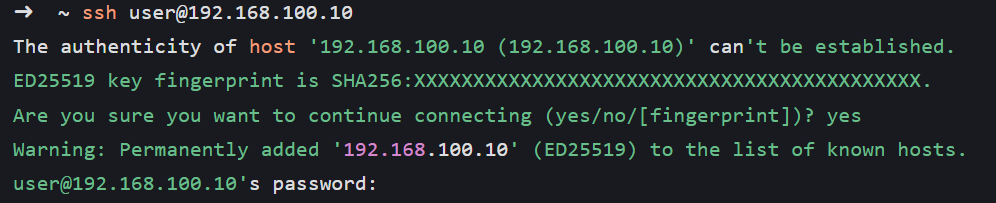 ➜  ~ ssh user@192.168.100.10
The authenticity of host '192.168.100.10 (192.168.100.10)' can't be established.
ED25519 key fingerprint is SHA256:XXXXXXXXXXXXXXXXXXXXXXXXXXXXXXXXXXXXXXXXXXX.
Are you sure you want to continue connecting (yes/no/[fingerprint])? yes
Warning: Permanently added '192.168.100.10' (ED25519) to the list of known hosts.
user@192.168.100.10's password: